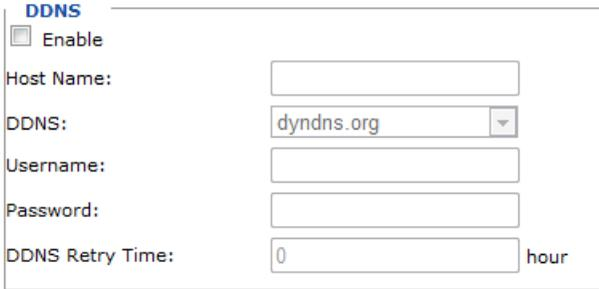 DDNS
Enable
Host Name:
DDNS: dyndns.org
Username:
Password:
DDNS Retry Time: 0 hour